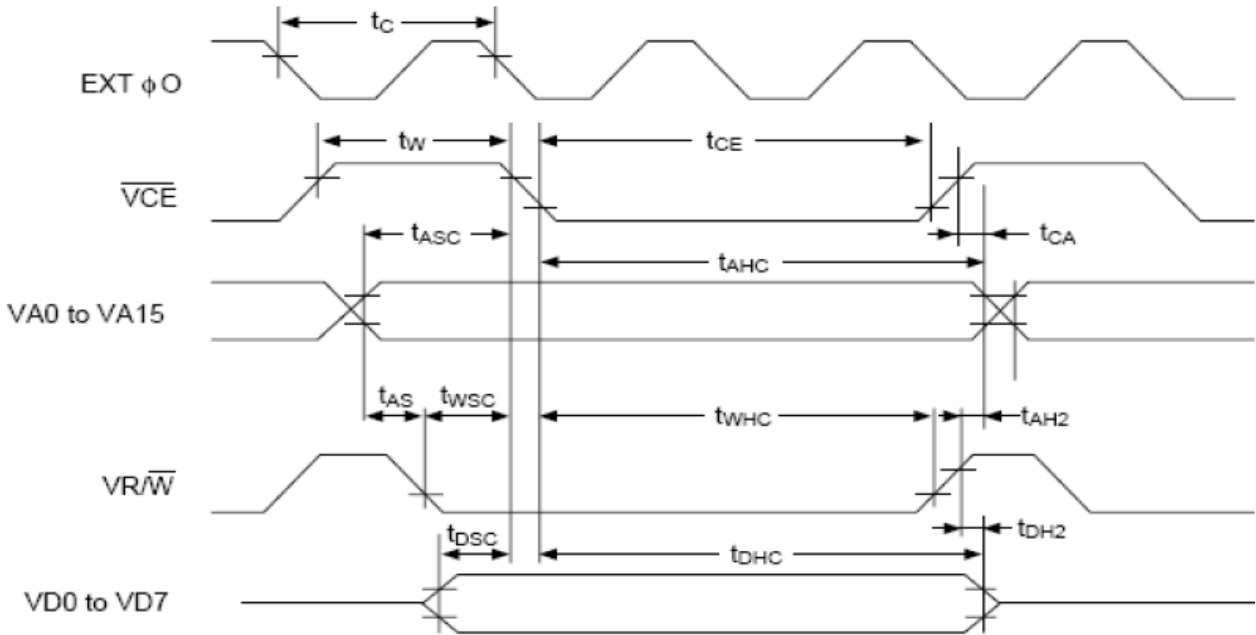 tC
EXT ϕO
tW
tCE
VCE
tASC
tCA
tAHC
VA0 to VA15
tAS
tWSC
tWHC
tAH2
VR/W
tDSC
tDHC
tDH2
VD0 to VD7